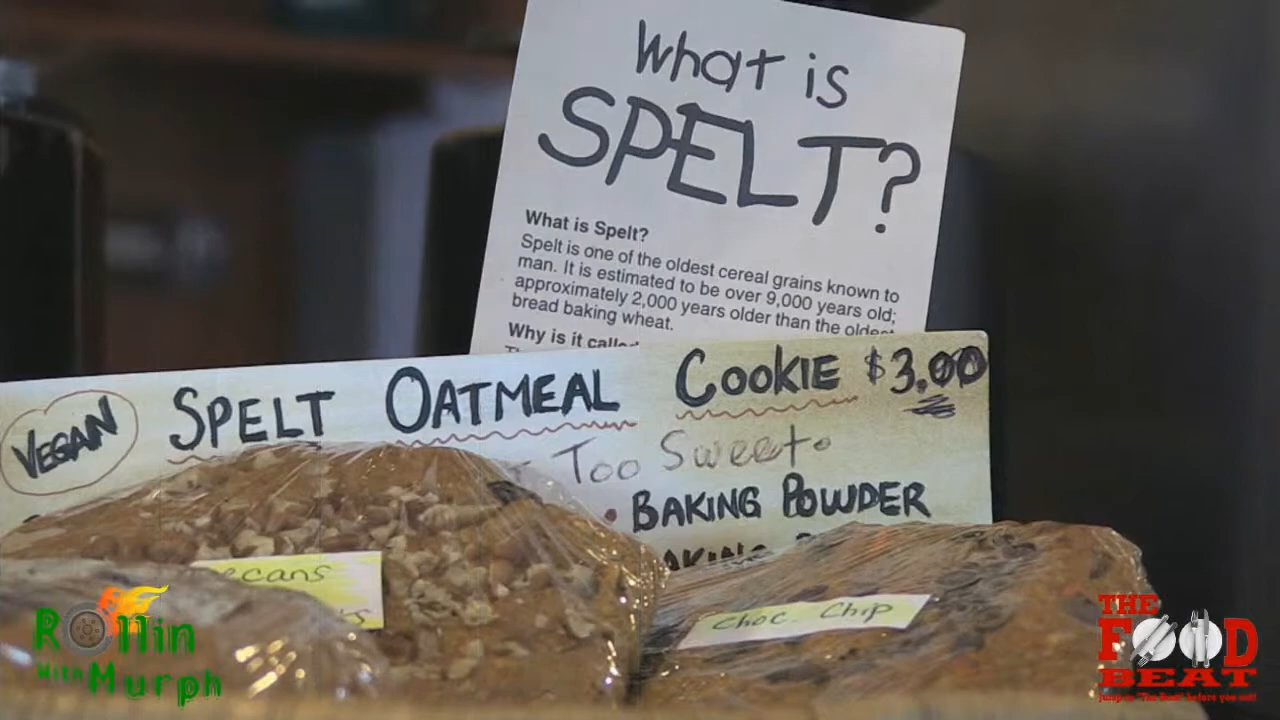 What is
SPELT?
What is Spelt?
Spelt is one of the oldest cereal grains known to
man. It is estimated to be over 9,000 years old;
approximately 2,000 years older than the oldest
bread baking wheat.
Why is it called
VEGAN
SPELT OATMEAL COOKIE $3.00
Too Sweet
BAKING POWDER
ecans
Choc. Chip
Rollin
With Murph
THE
FOOD
BEAT